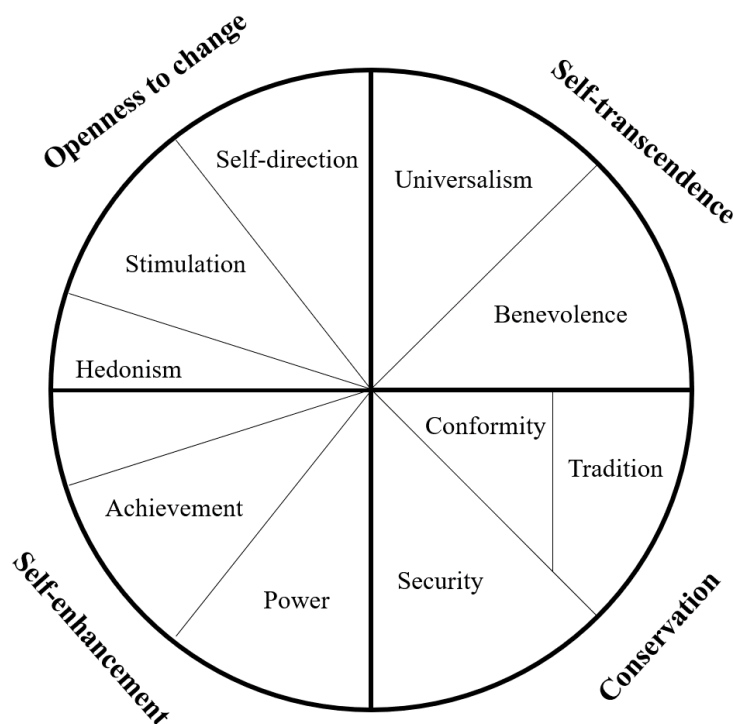 Openness to change
Self-transcendence
Self-direction
Universalism
Stimulation
Benevolence
Hedonism
Conformity
Tradition
Achievement
Security
Power
Self-enhancement
Conservation